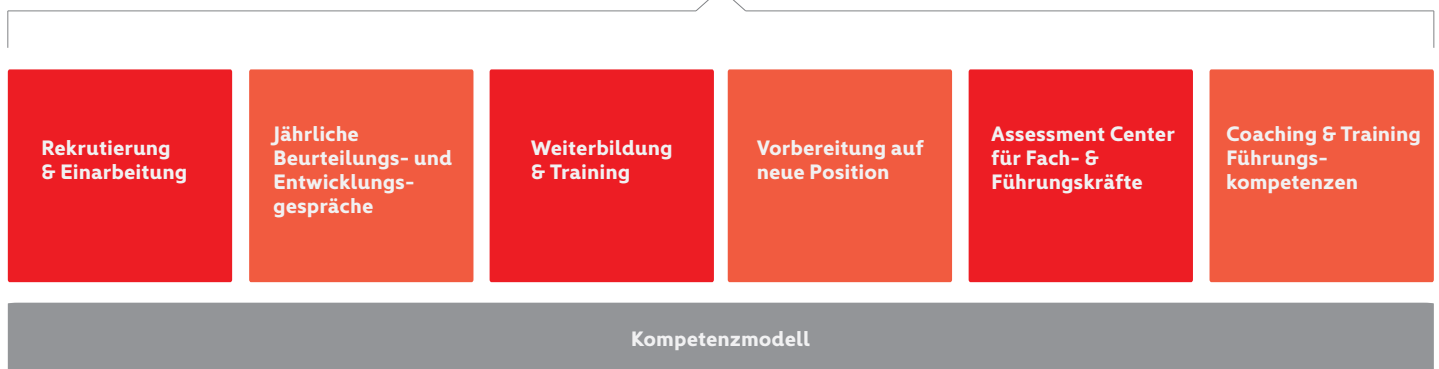 Rekrutierung
& Einarbeitung
Jährliche
Beurteilungs- und
Entwicklungs-
gespräche
Weiterbildung
& Training
Vorbereitung auf
neue Position
Assessment Center
für Fach- &
Führungskräfte
Coaching & Training
Führungs-
kompetenzen
Kompetenzmodell